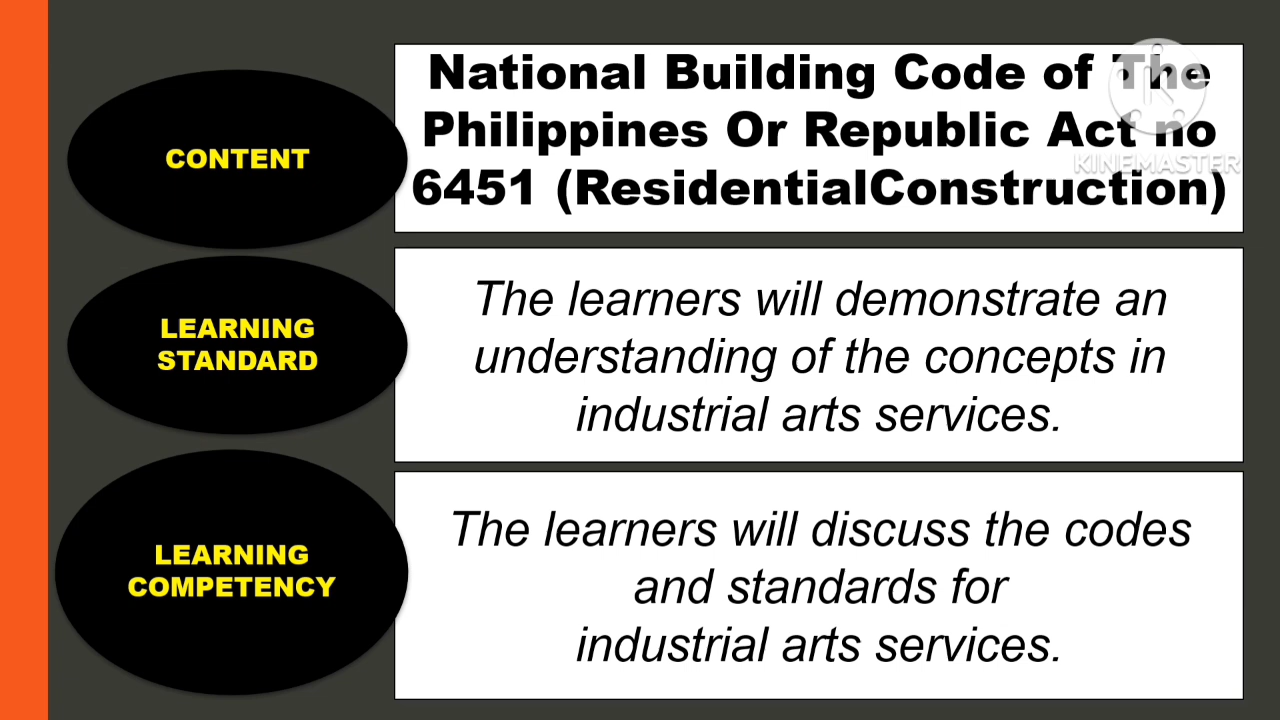 CONTENT
National Building Code of The
Philippines Or Republic Act no
6451 (ResidentialConstruction)
KINEMASTER
LEARNING
STANDARD
The learners will demonstrate an
understanding of the concepts in
industrial arts services.
LEARNING
COMPETENCY
The learners will discuss the codes
and standards for
industrial arts services.